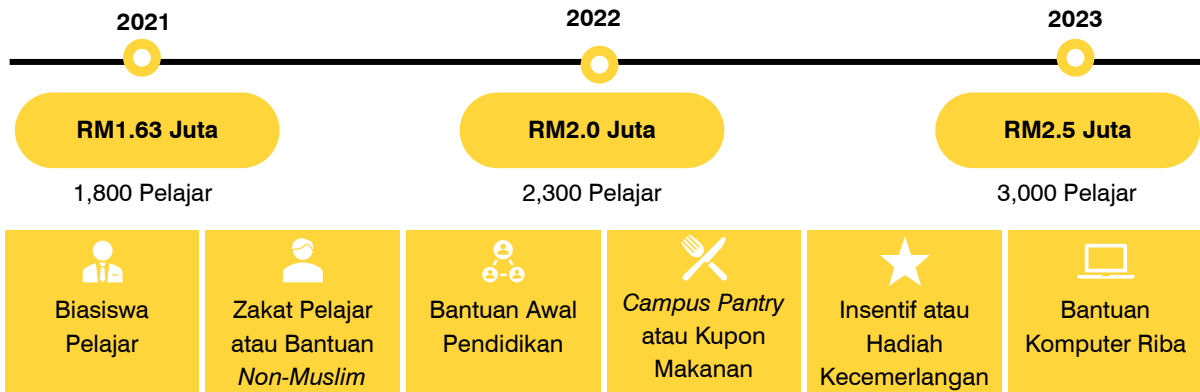 2021
2022
2023
RM1.63 Juta
RM2.0 Juta
RM2.5 Juta
1,800 Pelajar
2,300 Pelajar
3,000 Pelajar
Biasiswa
Pelajar
Zakat Pelajar
atau Bantuan
Non-Muslim
Bantuan Awal
Pendidikan
Campus Pantry
atau Kupon
Makanan
Insentif atau
Hadiah
Kecemerlangan
Bantuan
Komputer Riba